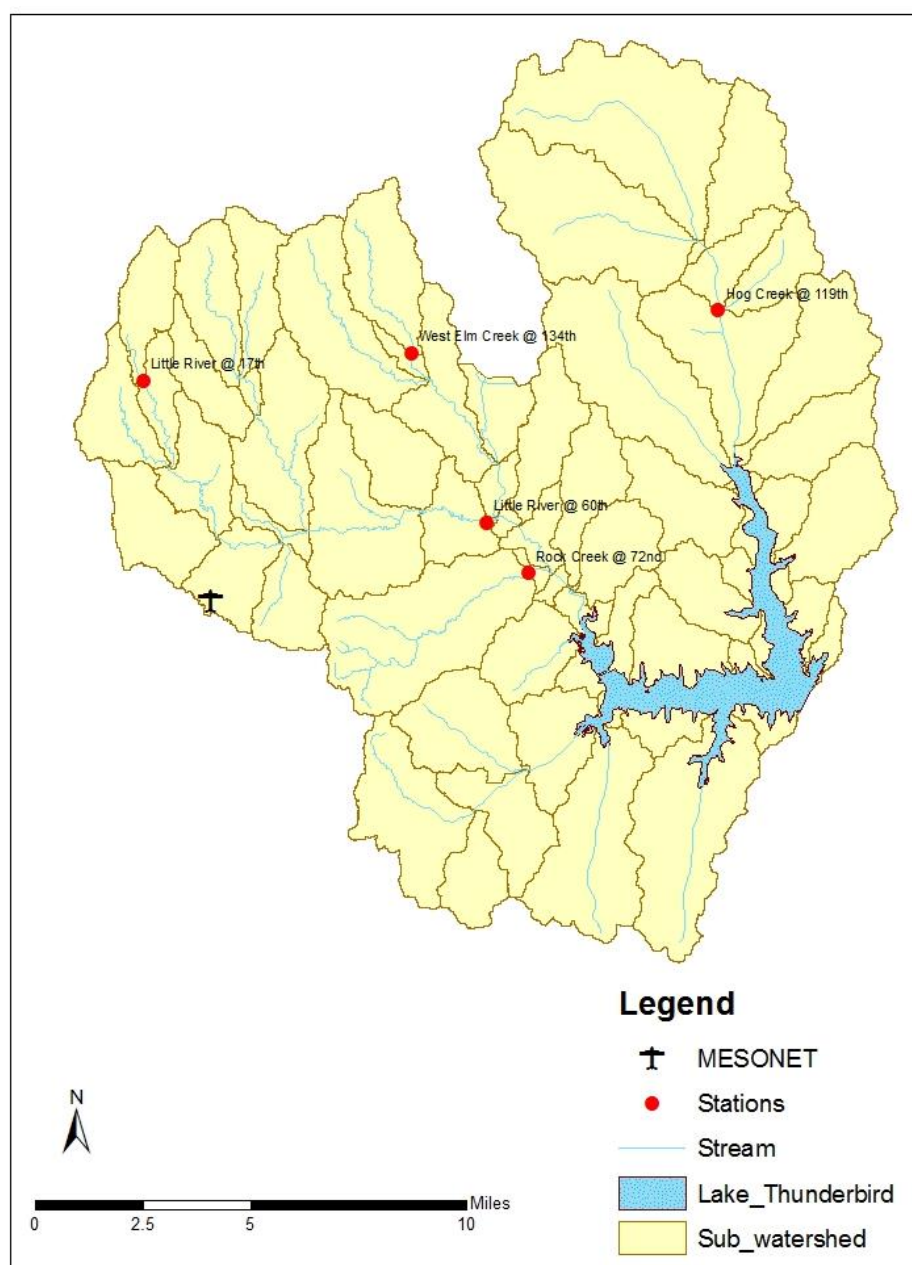 Hog Creek @ 119th
West Elm Creek @ 134th
Little River @ 17th
Little River @ 60th
Rock Creek @ 72nd
Legend
MESONET
Stations
Stream
Lake_Thunderbird
Sub_watershed
N
Miles
0 2.5 5 10